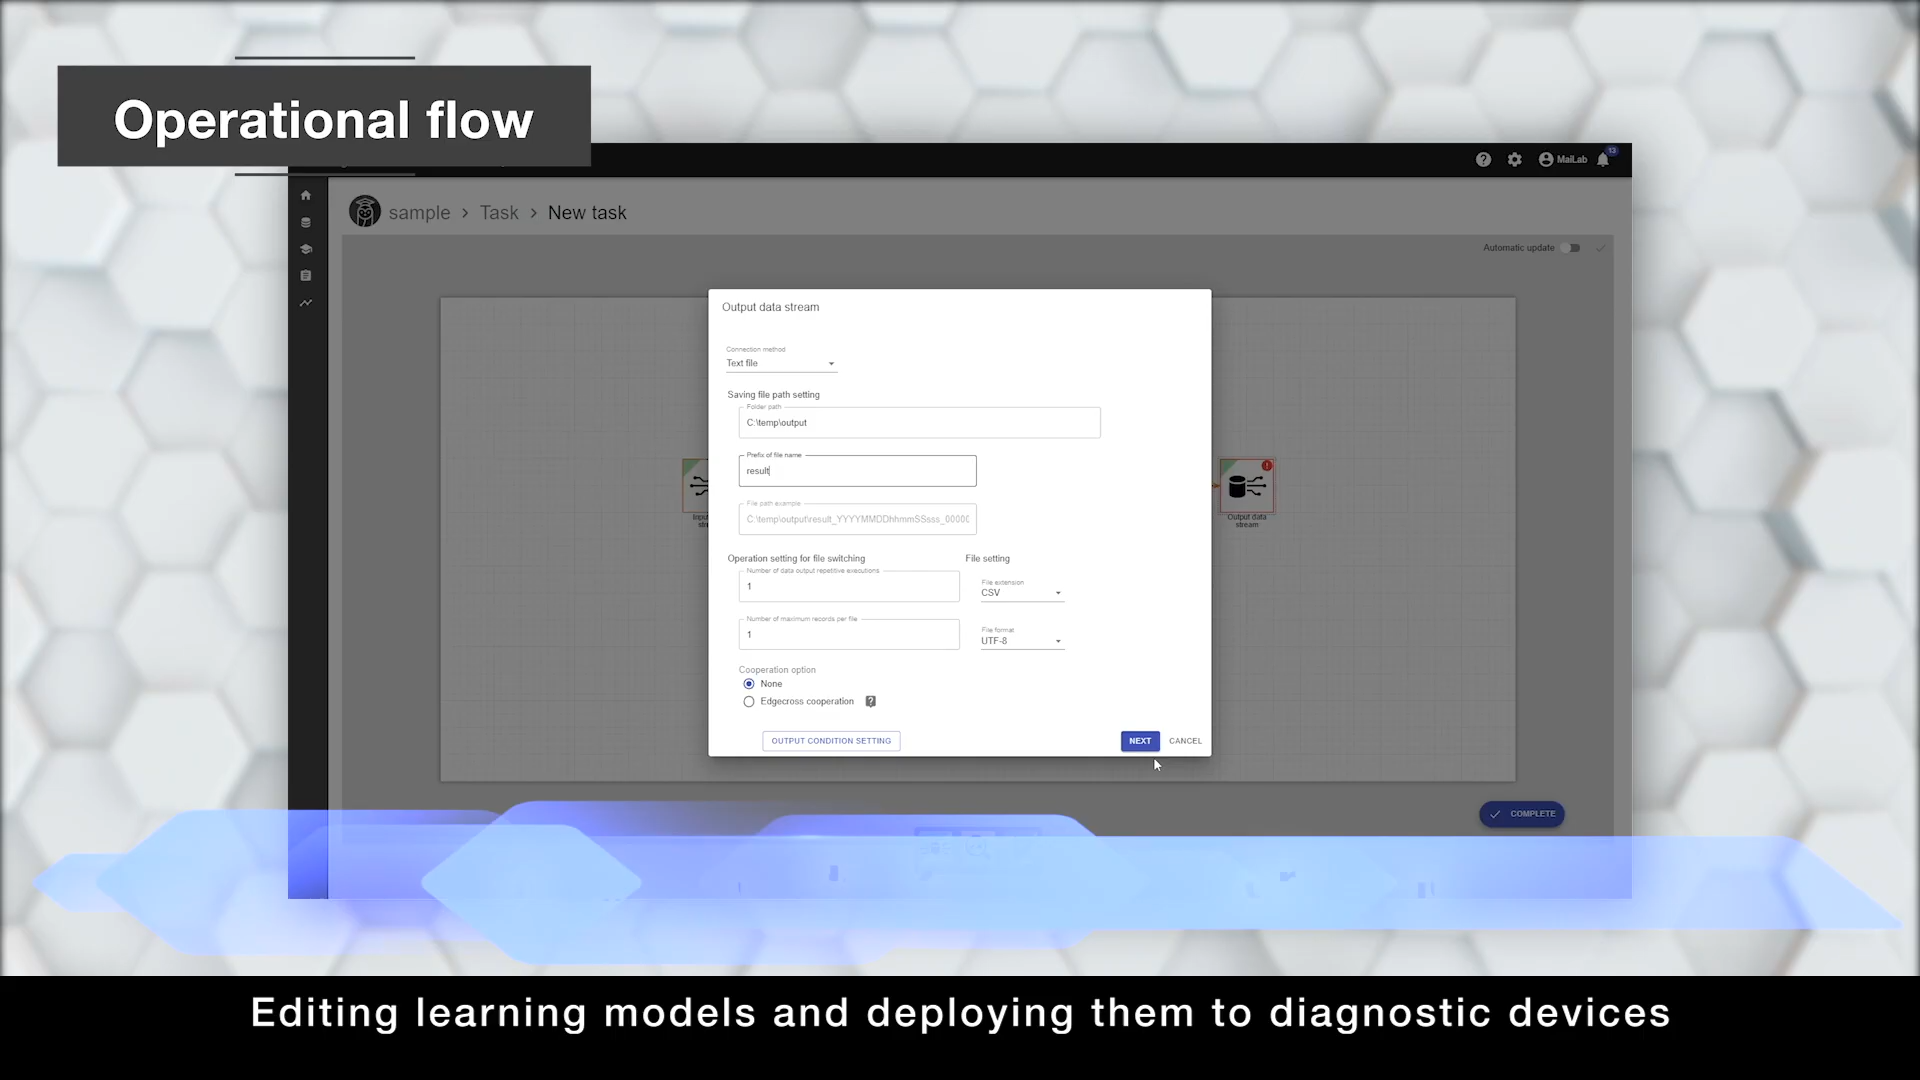 Operational flow
MaiLab
13
sample > Task > New task
Automatic update
Output data stream
Connection method
Text file
Saving file path setting
Folder path
C:\temp\output
Prefix of file name
result
File path example
C:\temp\output\result_YYYYMMDDhhmmSSsss_0000
Output data
stream
Operation setting for file switching
File setting
Number of data output repetitive executions
1
File extension
CSV
Number of maximum records per file
1
File format
UTF-8
Cooperation option
None
Edgecross cooperation
OUTPUT CONDITION SETTING
NEXT
CANCEL
COMPLETE
Editing learning models and deploying them to diagnostic devices